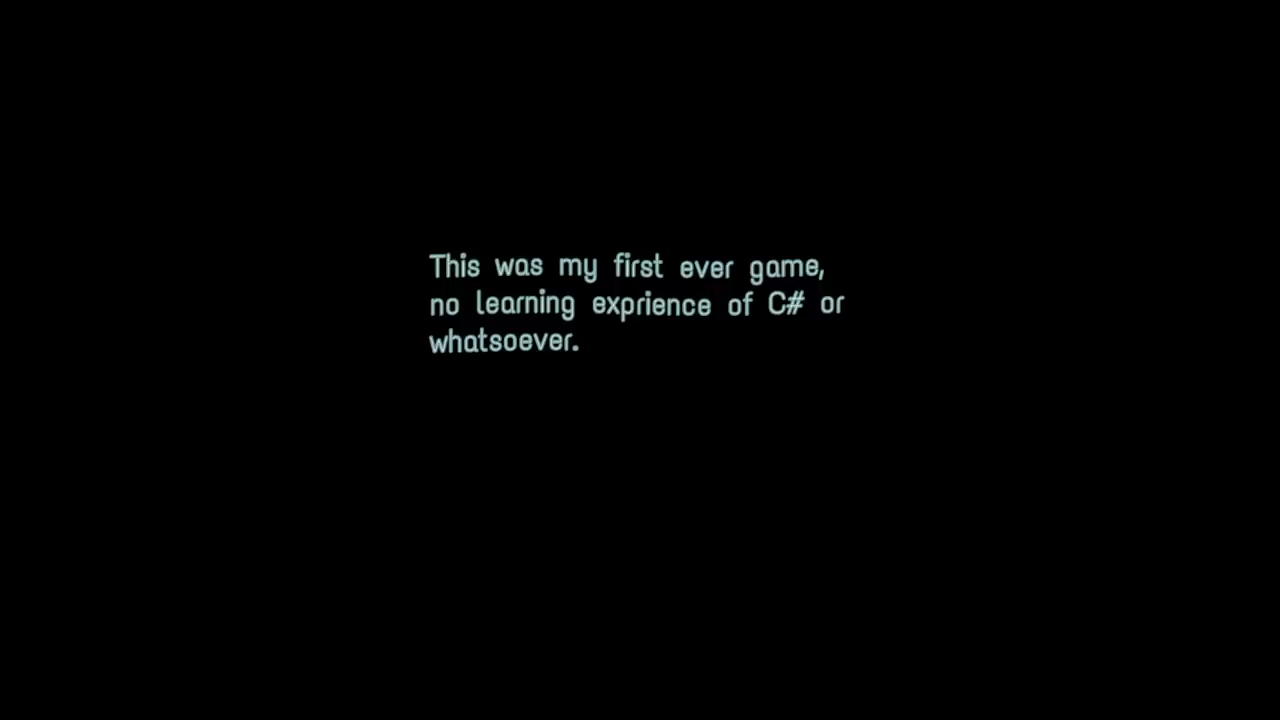 This was my first ever game,
no learning exprience of C# or
whatsoever.